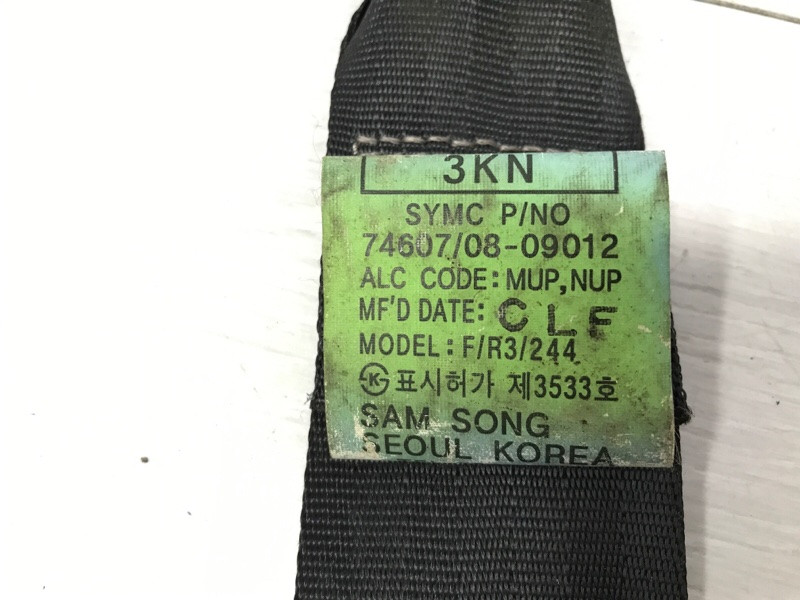 3KN
SYMC P/NO
74607/08-09012
ALC CODE: MUP,NUP
MF'D DATE: CLF
MODEL: F/R3/244
K 표시허가 제3533호
SAM SONG
SEOUL KOREA